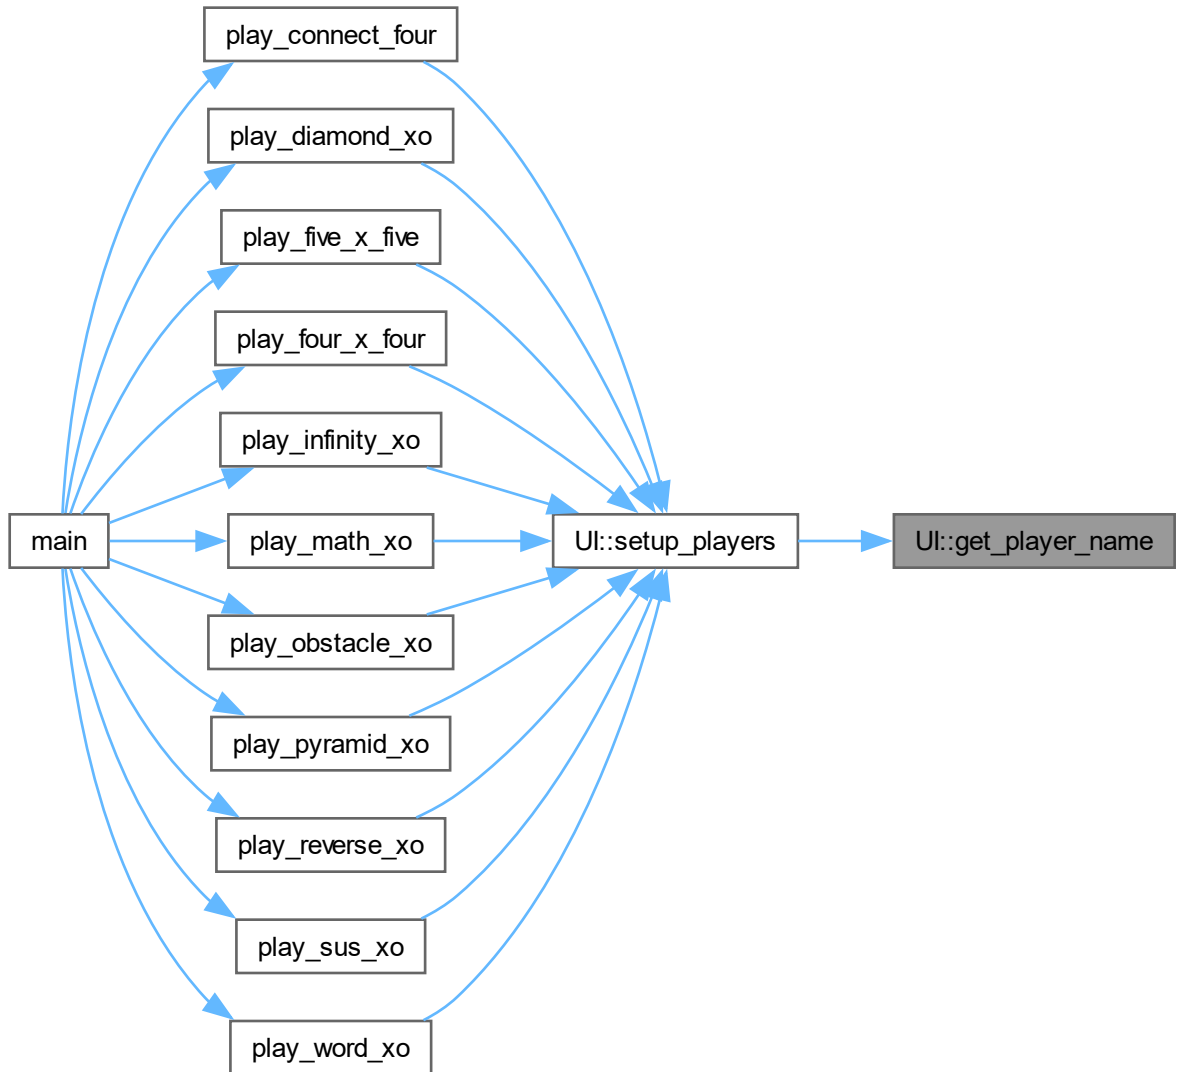 play_connect_four
play_diamond_xo
play_five_x_five
play_four_x_four
play_infinity_xo
main
play_math_xo
UI::setup_players
UI::get_player_name
play_obstacle_xo
play_pyramid_xo
play_reverse_xo
play_sus_xo
play_word_xo